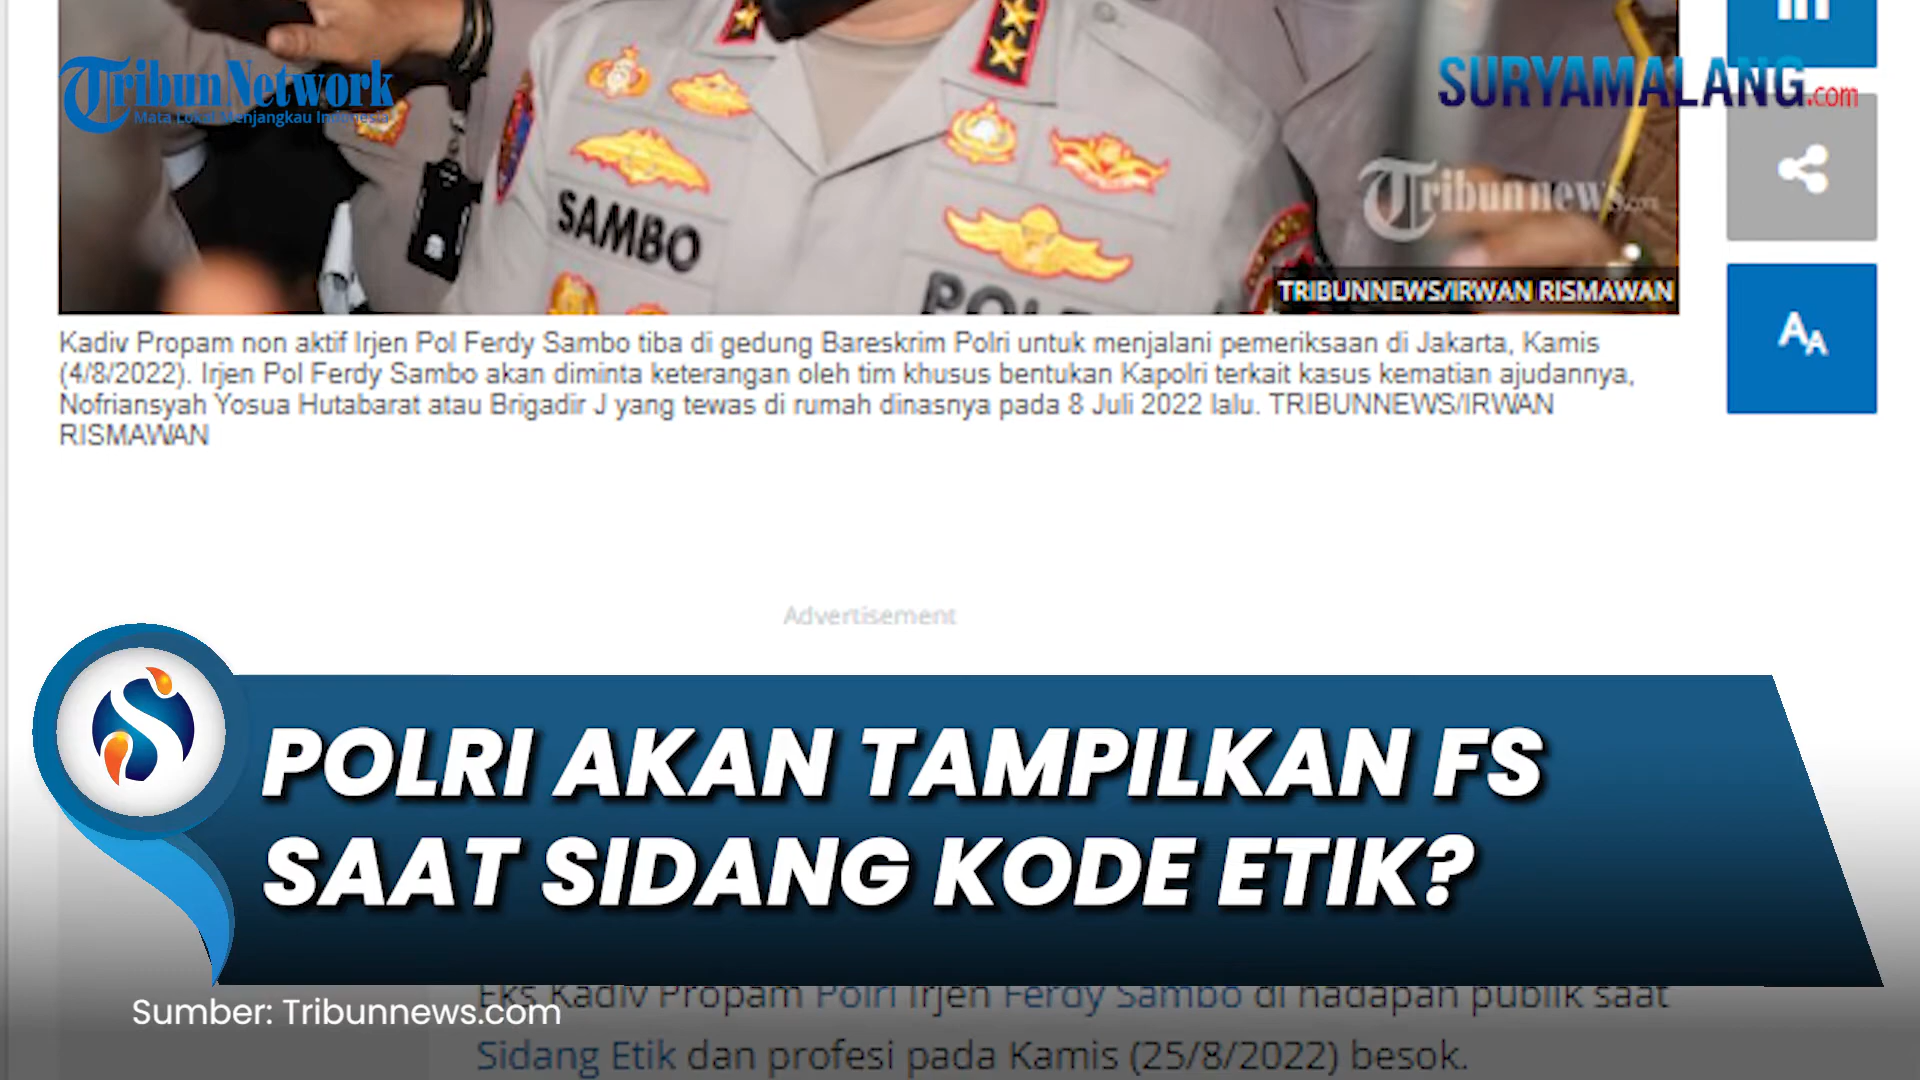 Tribun Network
Mata Lokal Menjangkau Indonesia
SURYAMALANG.com
in
SAMBO
Tribunnews.com
TRIBUNNEWS/IRWAN RISMAWAN
AA
Kadiv Propam non aktif Irjen Pol Ferdy Sambo tiba di gedung Bareskrim Polri untuk menjalani pemeriksaan di Jakarta, Kamis
(4/8/2022). Irjen Pol Ferdy Sambo akan diminta keterangan oleh tim khusus bentukan Kapolri terkait kasus kematian ajudannya,
Nofriansyah Yosua Hutabarat atau Brigadir J yang tewas di rumah dinasnya pada 8 Juli 2022 lalu. TRIBUNNEWS/IRWAN
RISMAWAN
Advertisement
POLRI AKAN TAMPILKAN FS
SAAT SIDANG KODE ETIK?
Eks Kadiv Propam Polri Irjen Ferdy Sambo di hadapan publik saat
Sumber: Tribunnews.com
Sidang Etik dan profesi pada Kamis (25/8/2022) besok.